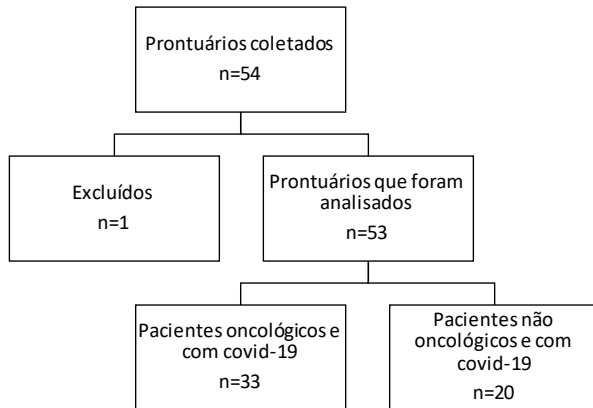 Prontuários coletados
n=54
Excluídos
n=1
Prontuários que foram
analisados
n=53
Pacientes oncológicos e
com covid-19
n=33
Pacientes não
oncológicos e com
covid-19
n=20